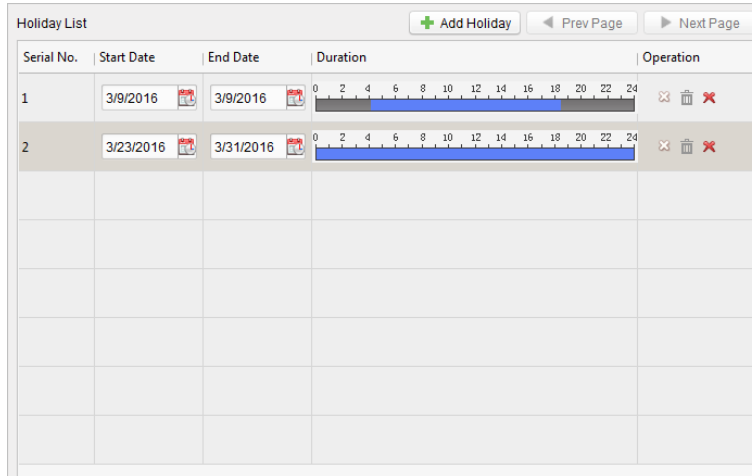 Holiday List Add Holiday Prev Page Next Page
Serial No. Start Date End Date Duration Operation
0 2 4 6 8 10 12 14 16 18 20 22 24
1 3/9/2016 3/9/2016
0 2 4 6 8 10 12 14 16 18 20 22 24
2 3/23/2016 3/31/2016